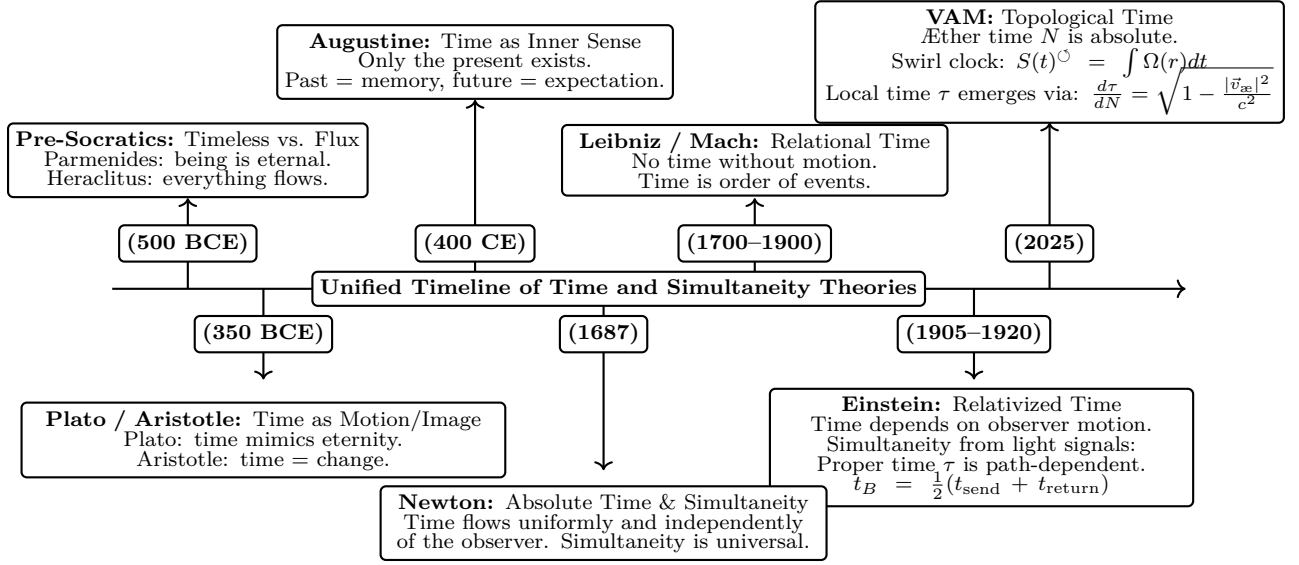 VAM: Topological Time
Æther time N is absolute.
Swirl clock: S(t)^↺ = ∫ Ω(r)dt
Local time τ emerges via: dτ/dN = √(1 − |v⃗_æ|²/c²)
Augustine: Time as Inner Sense
Only the present exists.
Past = memory, future = expectation.
Pre-Socratics: Timeless vs. Flux
Parmenides: being is eternal.
Heraclitus: everything flows.
Leibniz / Mach: Relational Time
No time without motion.
Time is order of events.
(500 BCE)
(400 CE)
(1700–1900)
(2025)
Unified Timeline of Time and Simultaneity Theories
(350 BCE)
(1687)
(1905–1920)
Plato / Aristotle: Time as Motion/Image
Plato: time mimics eternity.
Aristotle: time = change.
Einstein: Relativized Time
Time depends on observer motion.
Simultaneity from light signals:
Proper time τ is path-dependent.
t_B = ½(t_send + t_return)
Newton: Absolute Time & Simultaneity
Time flows uniformly and independently
of the observer. Simultaneity is universal.